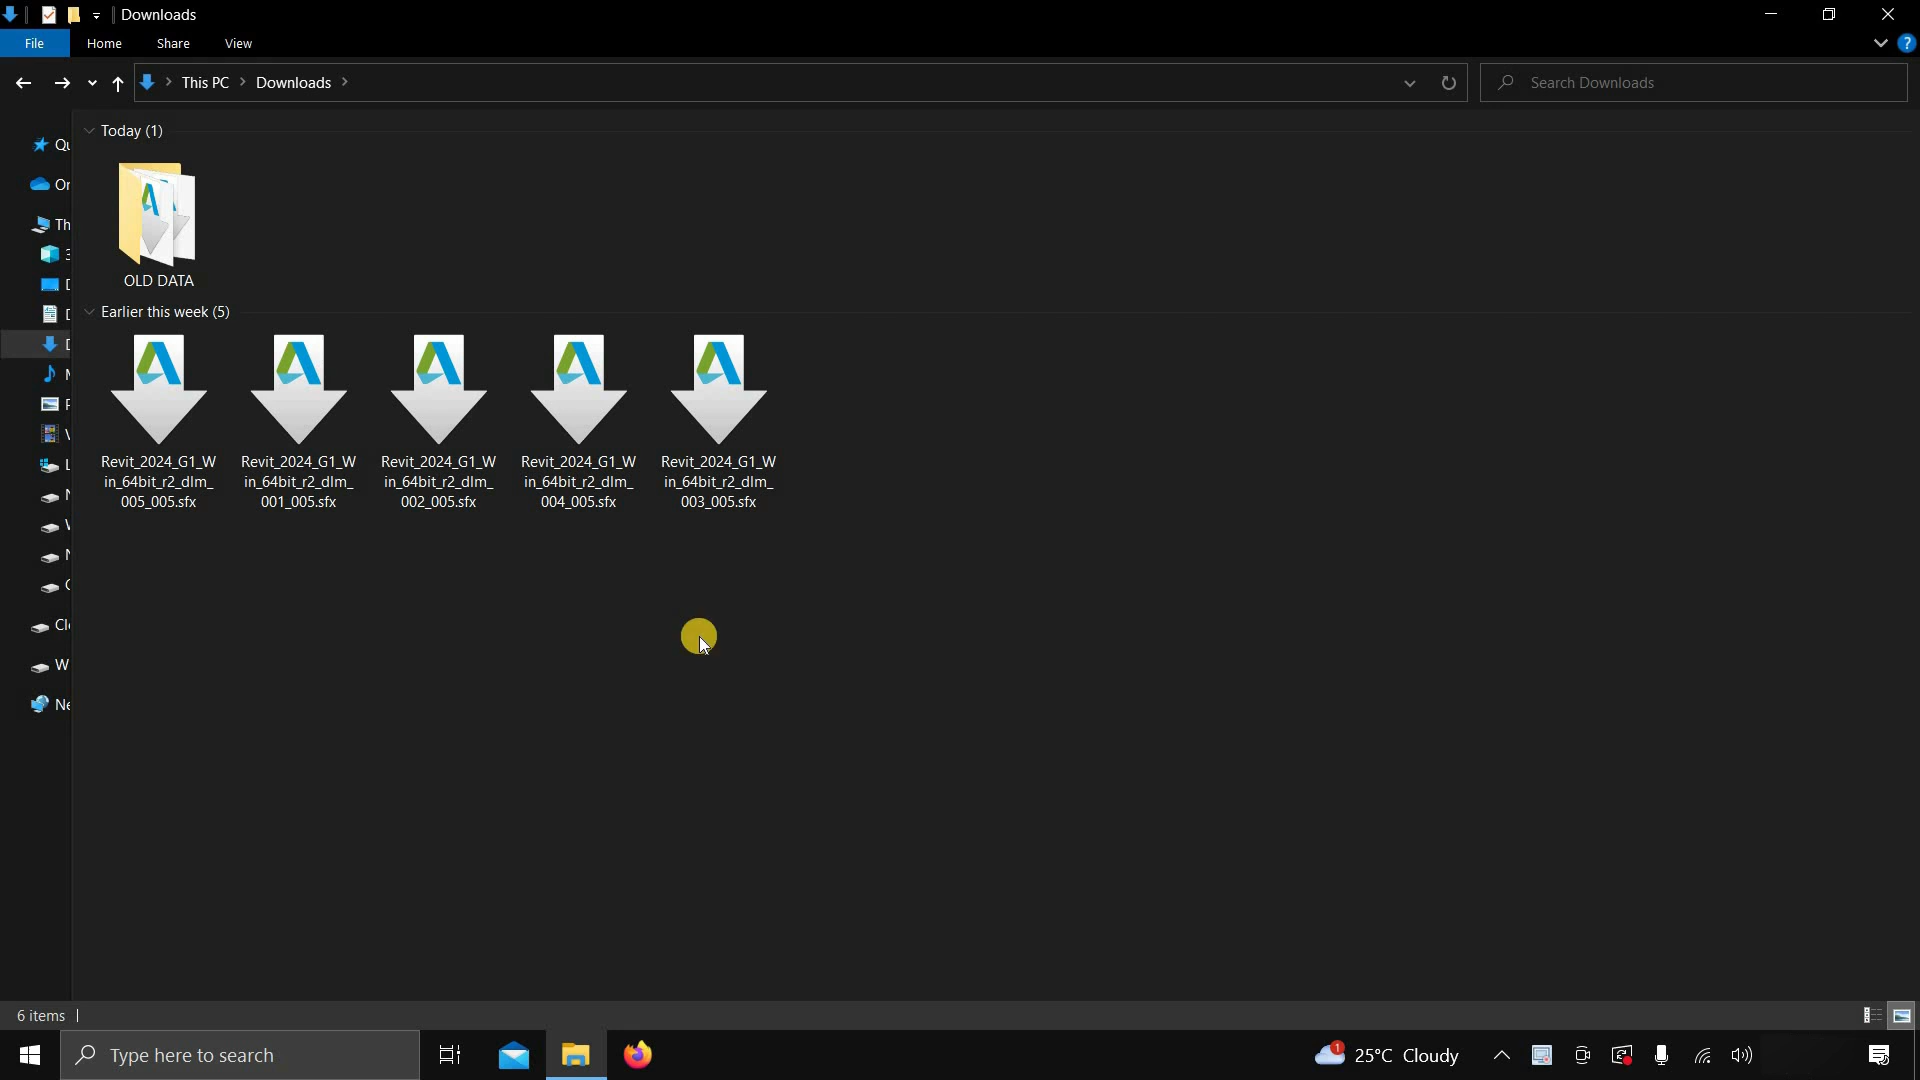 Downloads
File Home Share View
This PC Downloads
Search Downloads
Today (1)
OLD DATA
Earlier this week (5)
Revit_2024_G1_W
in_64bit_r2_dlm_
005_005.sfx
Revit_2024_G1_W
in_64bit_r2_dlm_
001_005.sfx
Revit_2024_G1_W
in_64bit_r2_dlm_
002_005.sfx
Revit_2024_G1_W
in_64bit_r2_dlm_
004_005.sfx
Revit_2024_G1_W
in_64bit_r2_dlm_
003_005.sfx
6 items
Type here to search
1
25°C Cloudy